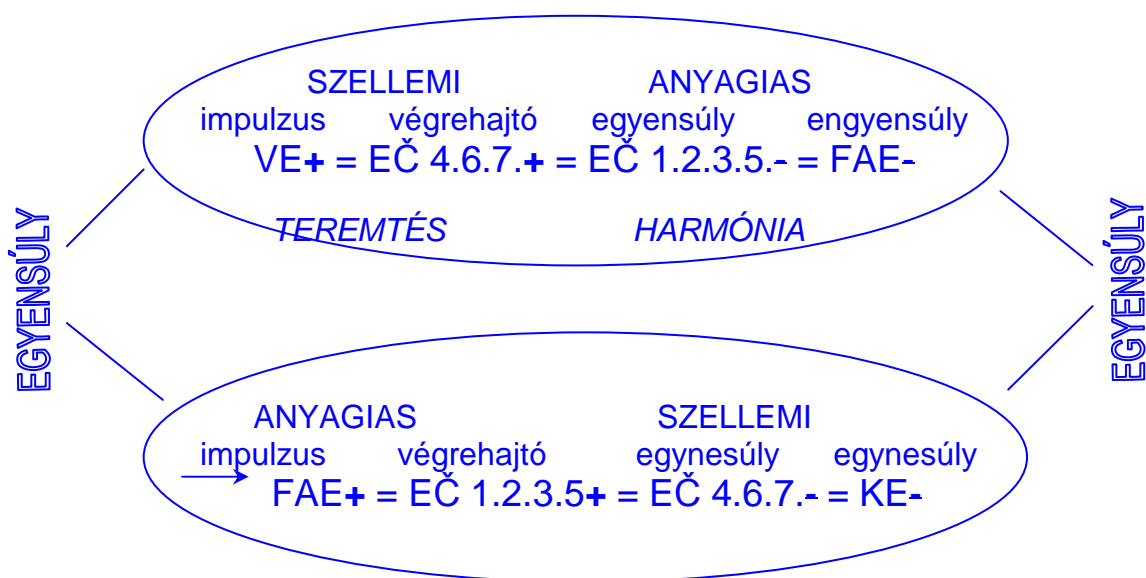 SZELLEMI ANYAGIAS
impulzus végrehajtó egyensúly engyensúly
VE+ = EČ 4.6.7.+ = EČ 1.2.3.5.- = FAE-
TEREMTÉS HARMÓNIA
EGYENSÚLY
EGYENSÚLY
ANYAGIAS SZELLEMI
impulzus végrehajtó egynesúly egynesúly
FAE+ = EČ 1.2.3.5+ = EČ 4.6.7.- = KE-